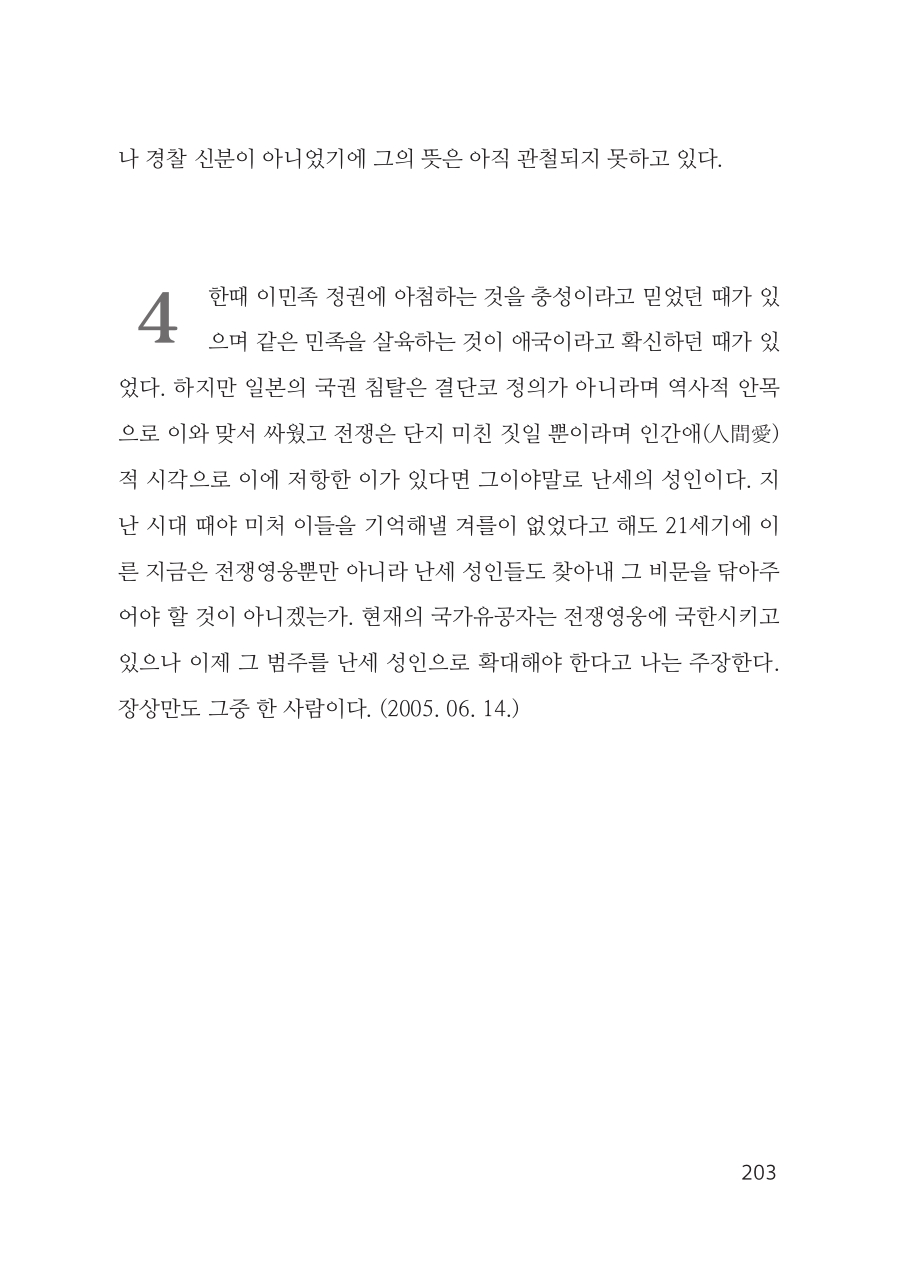 나 경찰 신분이 아니었기에 그의 뜻은 아직 관철되지 못하고 있다.
4
한때 이민족 정권에 아첨하는 것을 충성이라고 믿었던 때가 있
으며 같은 민족을 살육하는 것이 애국이라고 확신하던 때가 있
었다. 하지만 일본의 국권 침탈은 결단코 정의가 아니라며 역사적 안목
으로 이와 맞서 싸웠고 전쟁은 단지 미친 짓일 뿐이라며 인간애(人間愛)
적 시각으로 이에 저항한 이가 있다면 그이야말로 난세의 성인이다. 지
난 시대 때야 미처 이들을 기억해낼 겨를이 없었다고 해도 21세기에 이
른 지금은 전쟁영웅뿐만 아니라 난세 성인들도 찾아내 그 비문을 닦아주
어야 할 것이 아니겠는가. 현재의 국가유공자는 전쟁영웅에 국한시키고
있으나 이제 그 범주를 난세 성인으로 확대해야 한다고 나는 주장한다.
장상만도 그중 한 사람이다. (2005. 06. 14.)
203